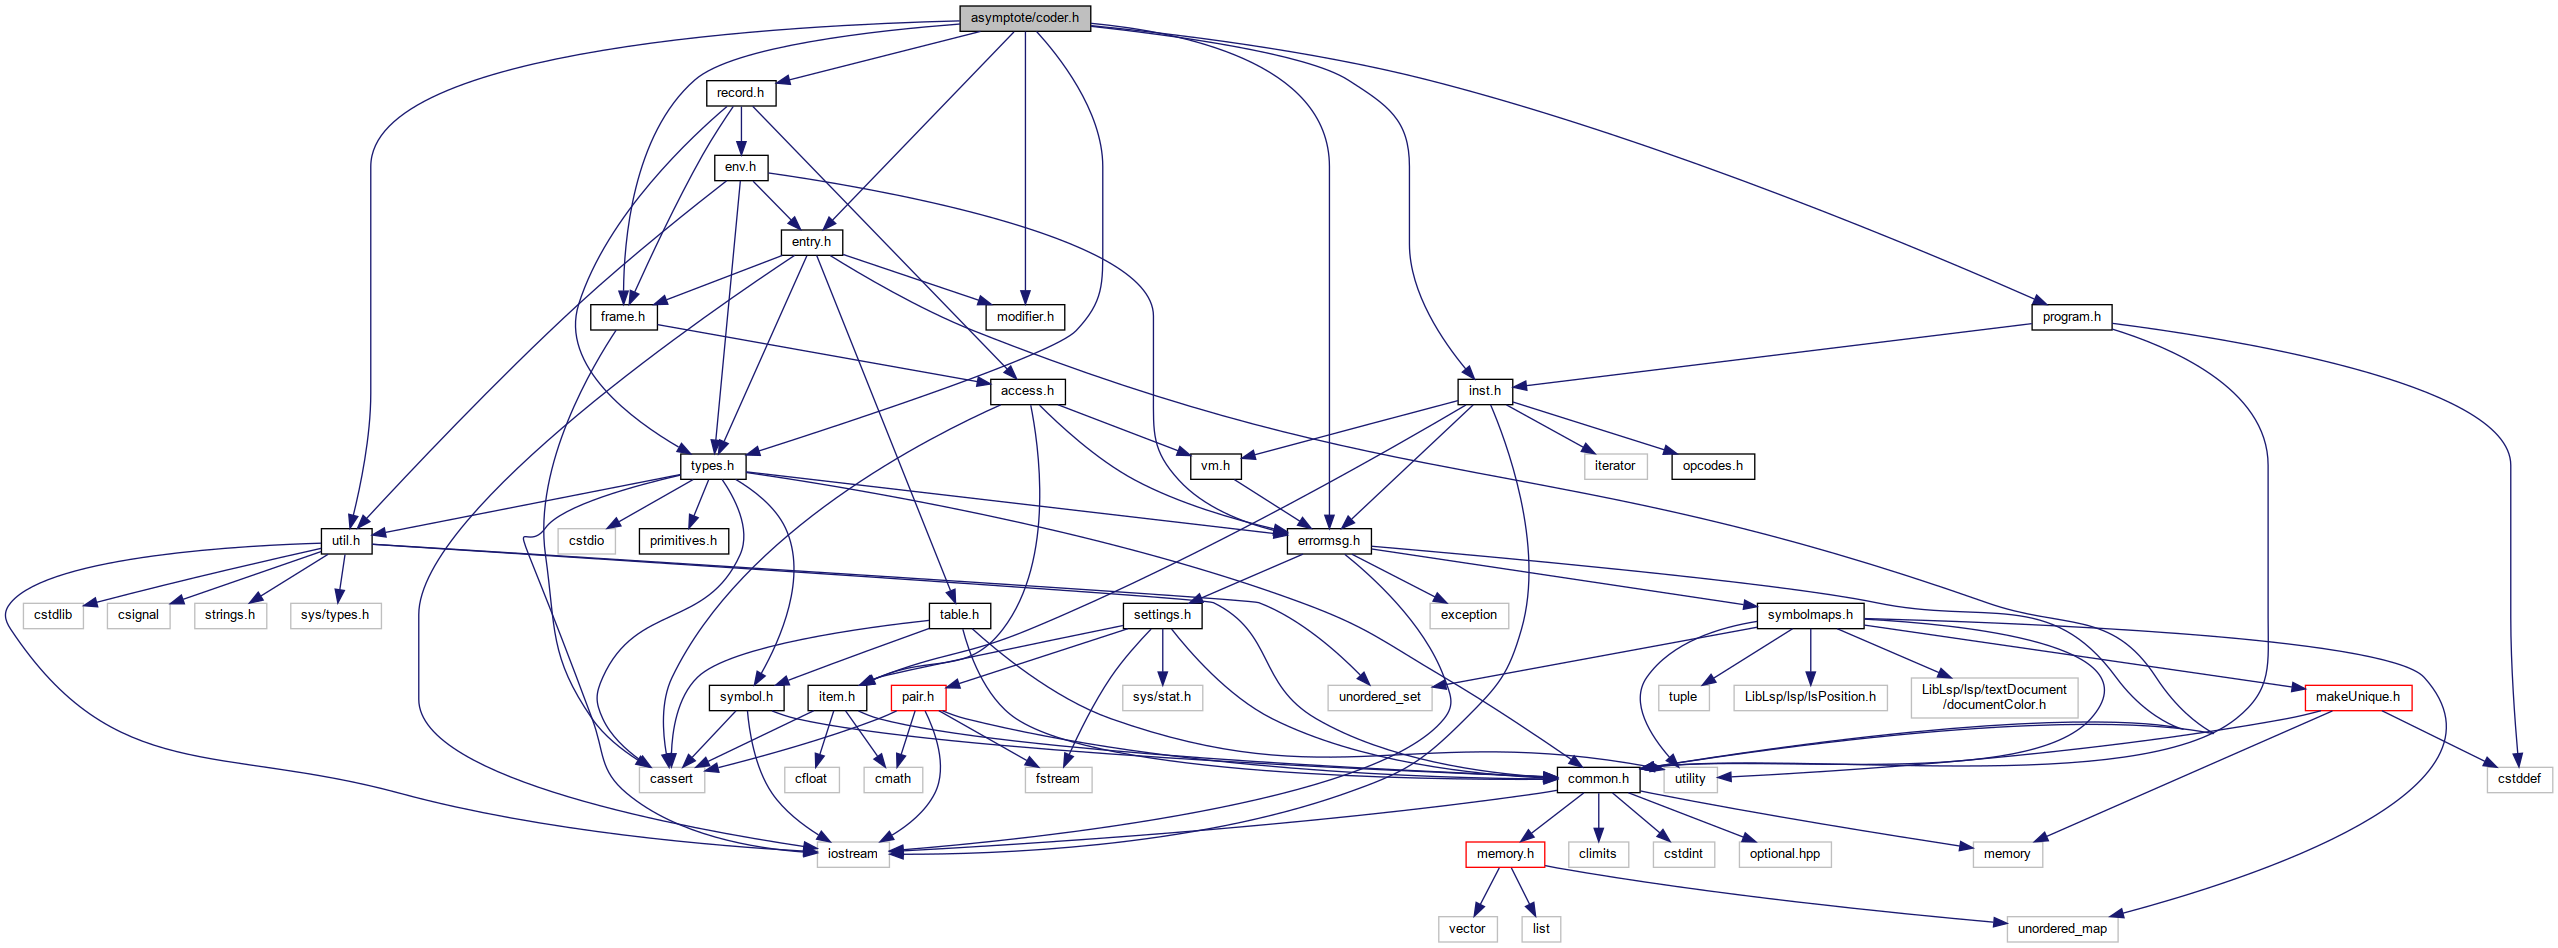 asymptote/coder.h
record.h
env.h
entry.h
frame.h
modifier.h
program.h
access.h
inst.h
types.h
vm.h
iterator
opcodes.h
util.h
cstdio
primitives.h
errormsg.h
cstdlib
csignal
strings.h
sys/types.h
table.h
settings.h
exception
symbolmaps.h
symbol.h
item.h
pair.h
sys/stat.h
unordered_set
tuple
LibLsp/lsp/lsPosition.h
LibLsp/lsp/textDocument
/documentColor.h
makeUnique.h
cassert
cfloat
cmath
fstream
common.h
utility
cstddef
iostream
memory.h
climits
cstdint
optional.hpp
memory
vector
list
unordered_map